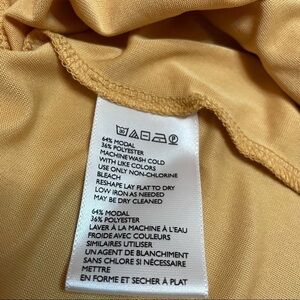 64% MODAL
36% POLYESTER
MACHINE WASH COLD
WITH LIKE COLORS
USE ONLY NON-CHLORINE
BLEACH
RESHAPE LAY FLAT TO DRY
LOW IRON AS NEEDED
MAY BE DRY CLEANED
64% MODAL
36% POLYESTER
LAVER À LA MACHINE À L'EAU
FROIDE AVEC COULEURS
SIMILAIRES UTILISER
UN AGENT DE BLANCHIMENT
SANS CHLORE SI NÉCESSAIRE
METTRE
EN FORME ET SECHER À PLAT